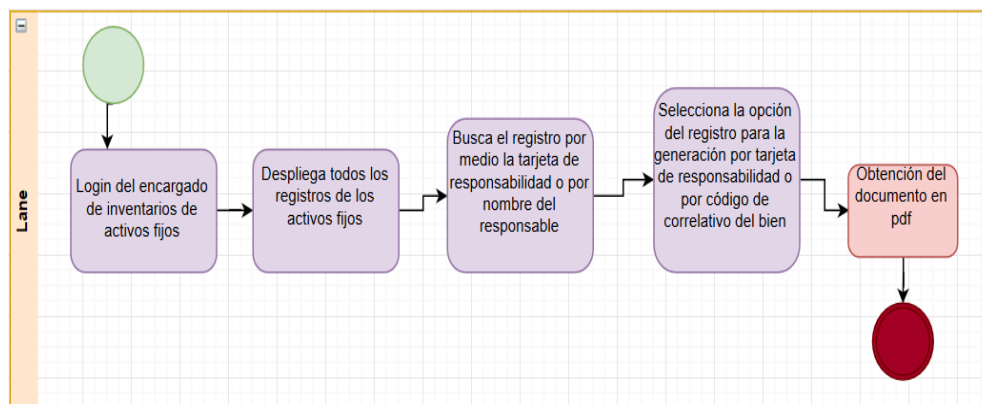 Lane
Login del encargado
de inventarios de
activos fijos
Despliega todos los
registros de los
activos fijos
Busca el registro por
medio la tarjeta de
responsabilidad o por
nombre del
responsable
Selecciona la opción
del registro para la
generación por tarjeta
de responsabilidad o
por código de
correlativo del bien
Obtención del
documento en
pdf